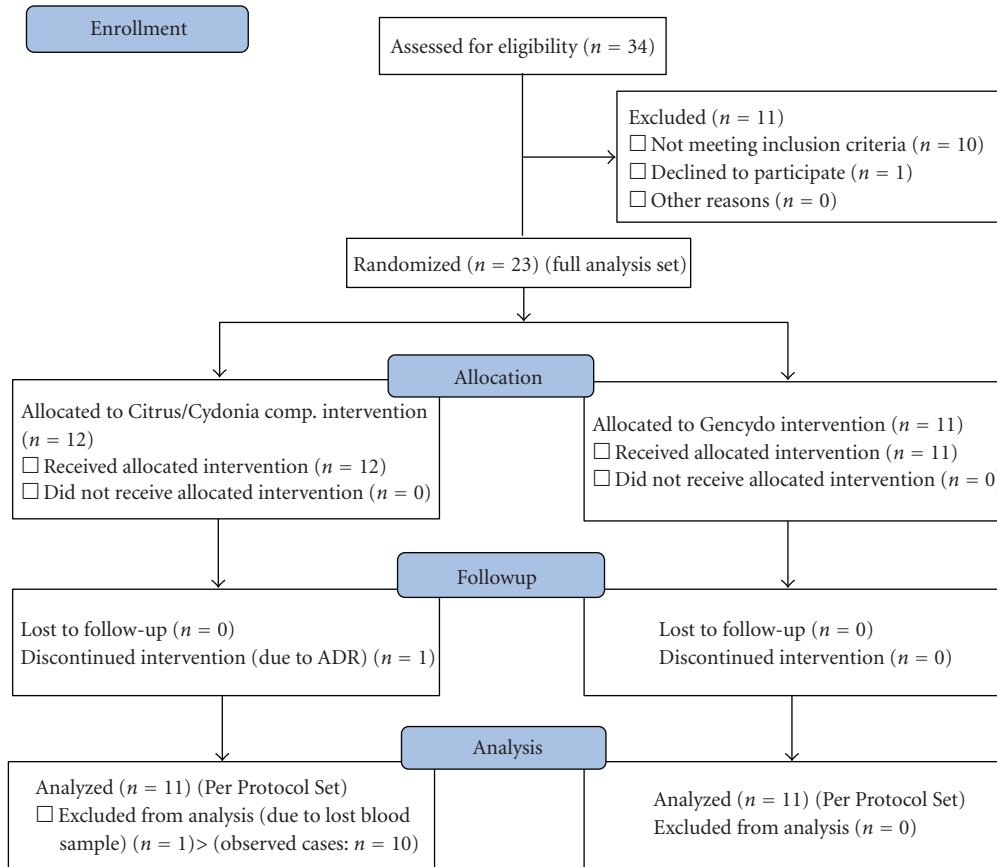 Enrollment
Assessed for eligibility (n = 34)
Excluded (n = 11)
☐ Not meeting inclusion criteria (n = 10)
☐ Declined to participate (n = 1)
☐ Other reasons (n = 0)
Randomized (n = 23) (full analysis set)
Allocation
Allocated to Citrus/Cydonia comp. intervention
(n = 12)
☐ Received allocated intervention (n = 12)
☐ Did not receive allocated intervention (n = 0)
Allocated to Gencydo intervention (n = 11)
☐ Received allocated intervention (n = 11)
☐ Did not receive allocated intervention (n = 0
Followup
Lost to follow-up (n = 0)
Discontinued intervention (due to ADR) (n = 1)
Lost to follow-up (n = 0)
Discontinued intervention (n = 0)
Analysis
Analyzed (n = 11) (Per Protocol Set)
☐ Excluded from analysis (due to lost blood
sample) (n = 1)> (observed cases: n = 10)
Analyzed (n = 11) (Per Protocol Set)
Excluded from analysis (n = 0)